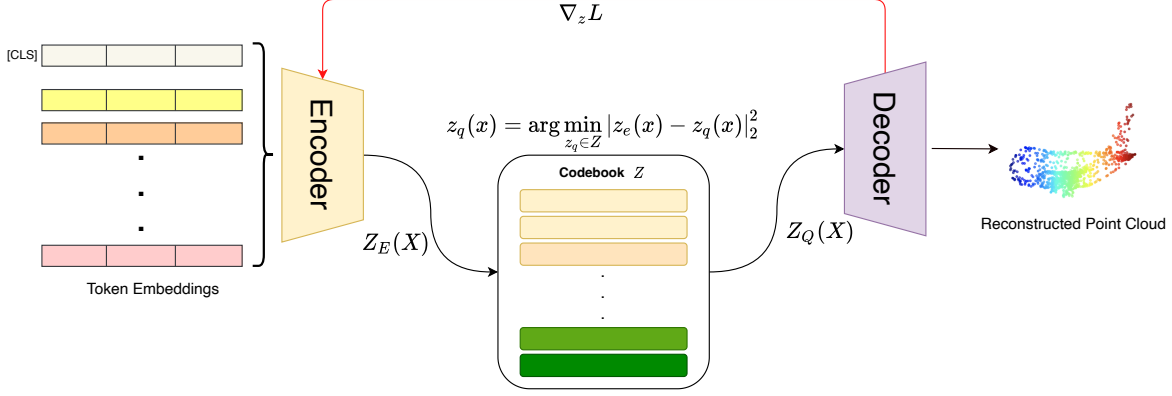 ∇_z L
[CLS]
Encoder
Decoder
z_q(x) = arg min_{z_q∈Z} |z_e(x) − z_q(x)|_2^2
Codebook Z
Z_E(X)
Z_Q(X)
Reconstructed Point Cloud
Token Embeddings